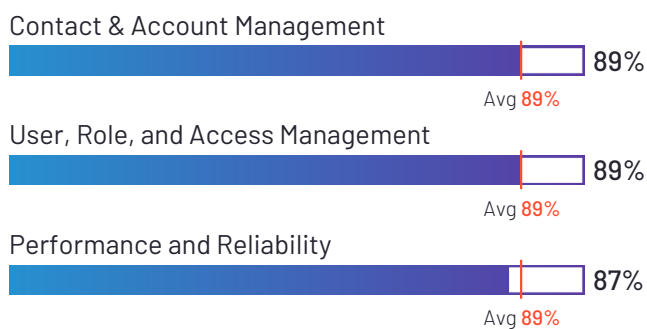 Contact & Account Management
89%
Avg 89%
User, Role, and Access Management
89%
Avg 89%
Performance and Reliability
87%
Avg 89%